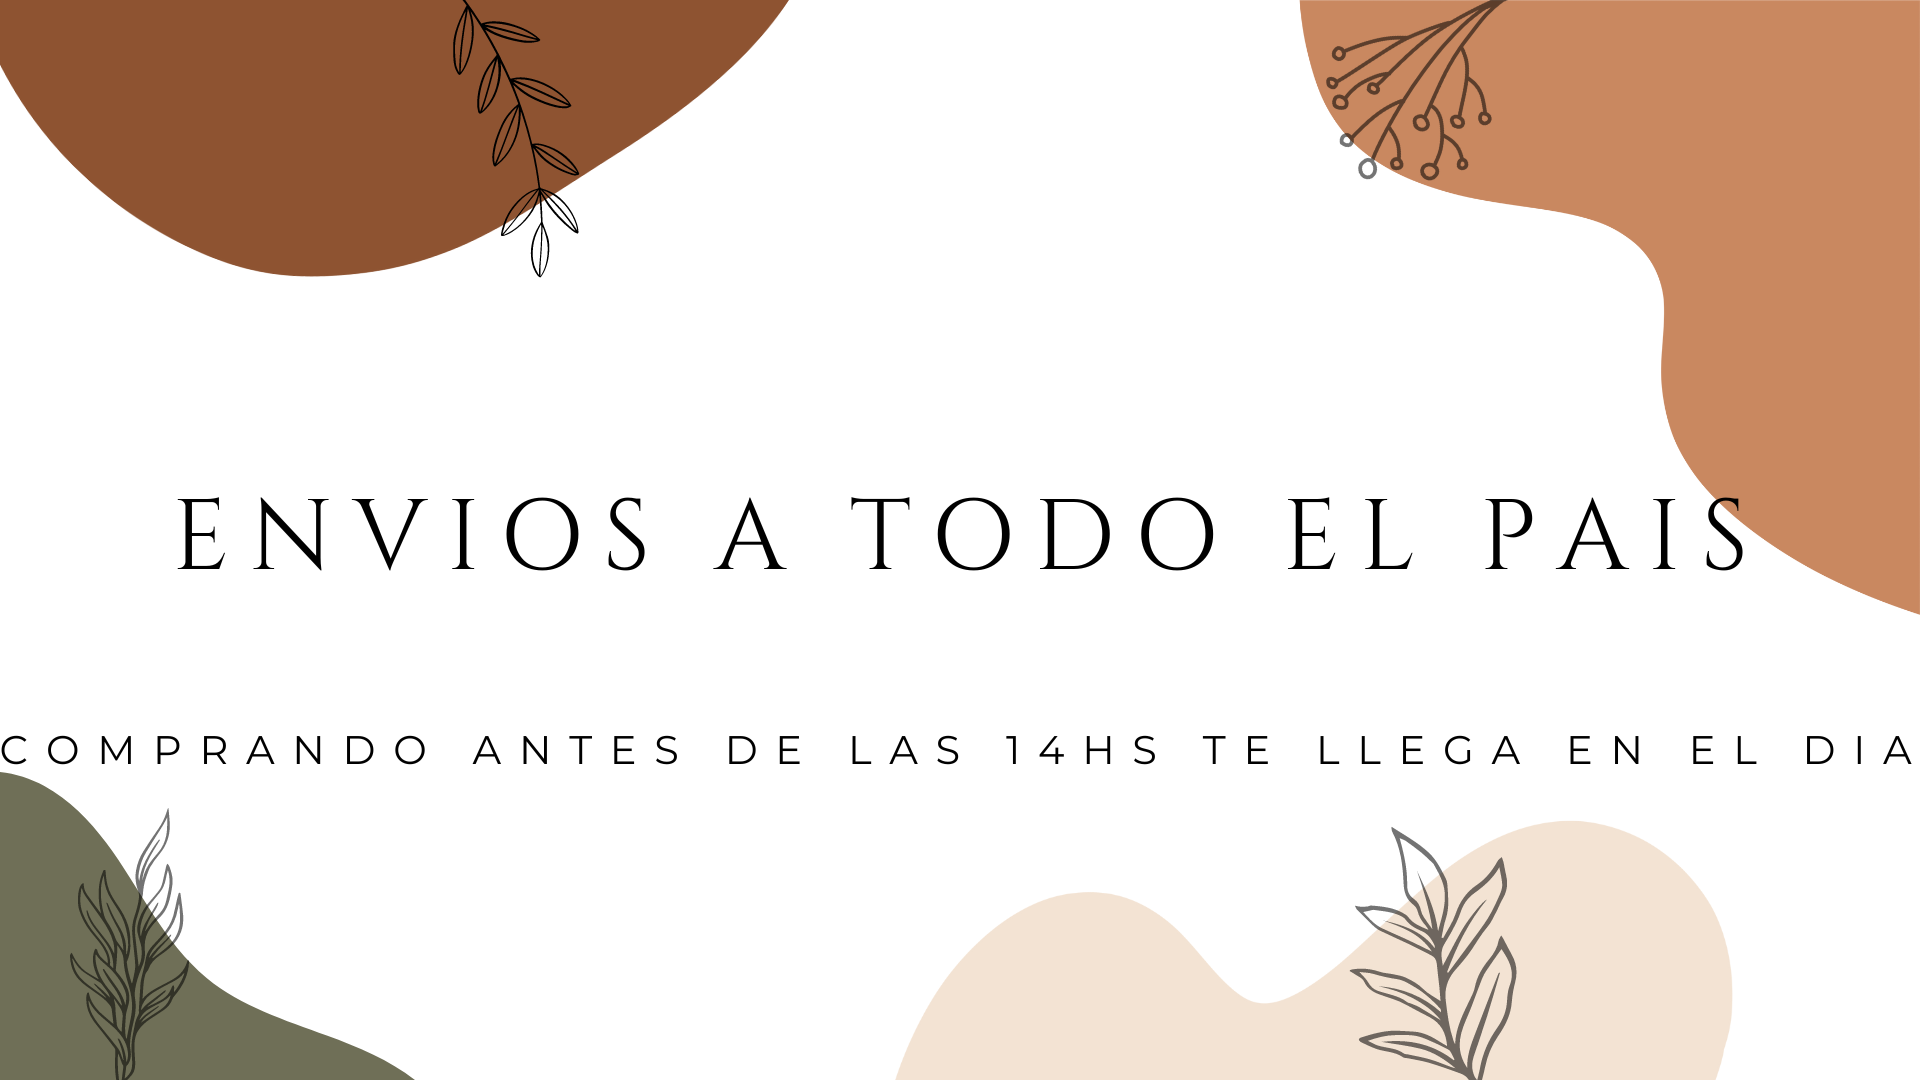 ENVIOS A TODO EL PAIS
COMPRANDO ANTES DE LAS 14HS TE LLEGA EN EL DIA